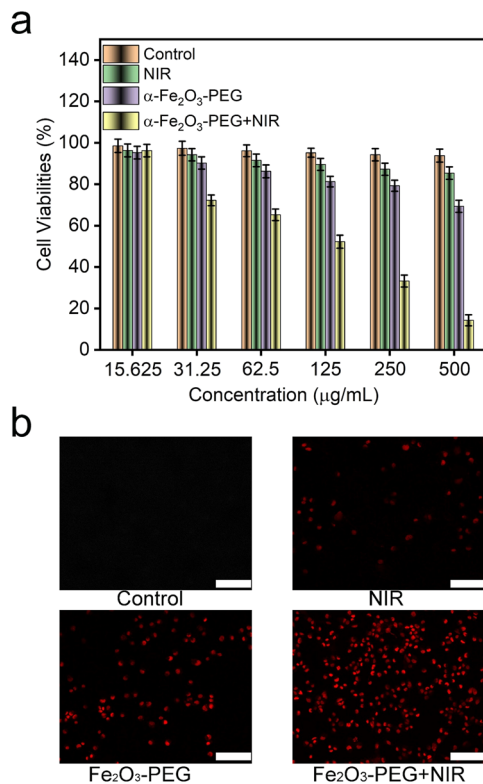 a
140
120
100
80
60
40
20
0
Cell Viabilities (%)
Control
NIR
α-Fe₂O₃-PEG
α-Fe₂O₃-PEG+NIR
15.625 31.25 62.5 125 250 500
Concentration (μg/mL)
b
Control NIR
Fe₂O₃-PEG Fe₂O₃-PEG+NIR